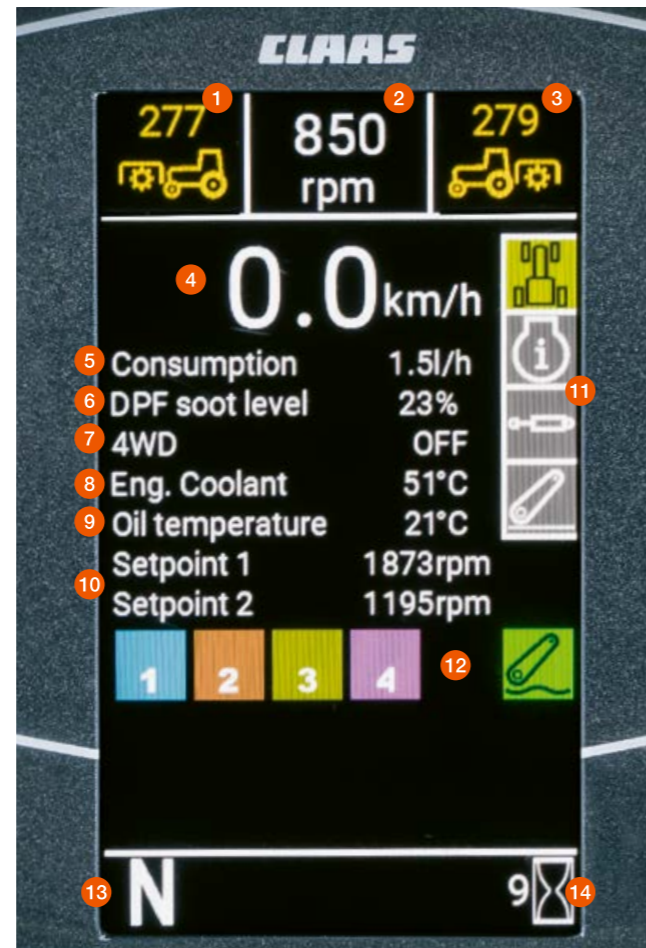 CLAAS
1 2 3
277 850 279
rpm
4 0.0 km/h
5 Consumption 1.5l/h
6 DPF soot level 23%
7 4WD OFF
8 Eng. Coolant 51°C
9 Oil temperature 21°C
10 Setpoint 1 1873rpm
Setpoint 2 1195rpm
11
1 2 3 4 12
13 N 9 14